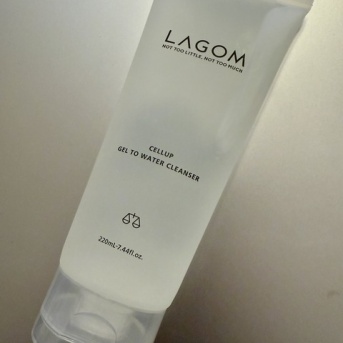 LAGOM
NOT TOO LITTLE, NOT TOO MUCH
CELLUP
GEL TO WATER CLEANSER
220mL·7.44fl.oz.